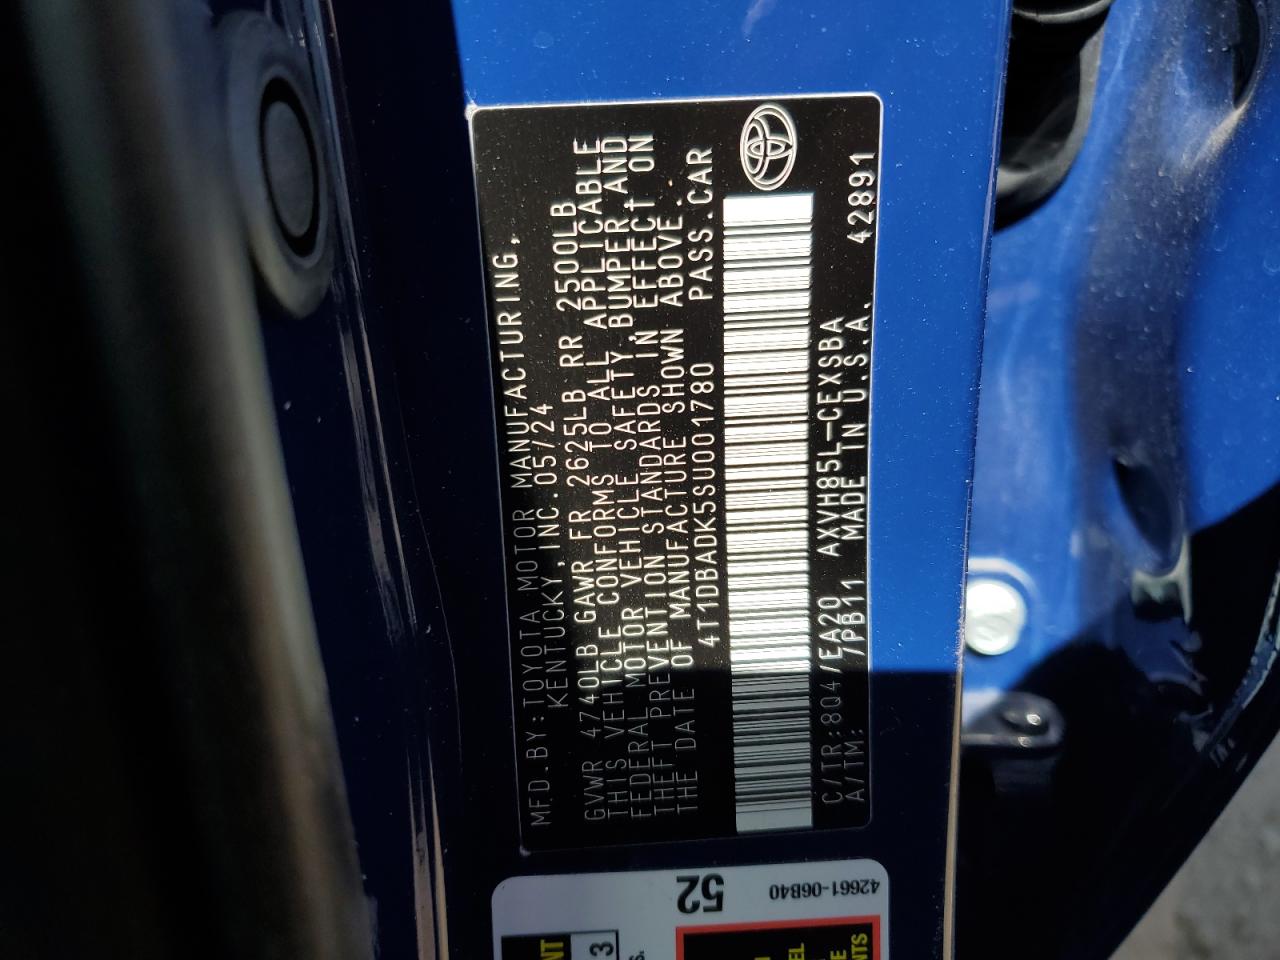 MFD.BY:TOYOTA MOTOR MANUFACTURING,
KENTUCKY,INC.05/24
GVWR 4740LB GAWR FR 2625LB RR 2500LB
THIS VEHICLE CONFORMS TO ALL APPLICABLE
FEDERAL MOTOR VEHICLE SAFETY,BUMPER,AND
THEFT PREVENTION STANDARDS IN EFFECT ON
THE DATE OF MANUFACTURE SHOWN ABOVE.
4T1DBADK5SU001780 PASS.CAR
C/TR:8Q4/EA20 AXVH85L-CEXSBA
A/TM: /PB11 MADE IN U.S.A. 42891
52
42661-06B40
3